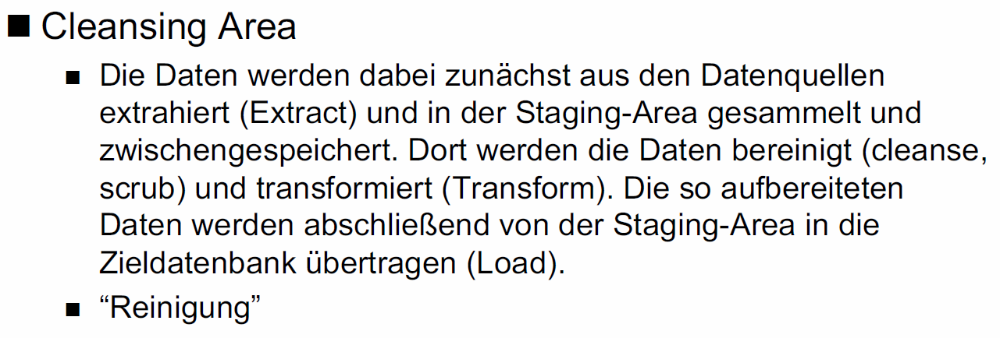 ■ Cleansing Area
■ Die Daten werden dabei zunächst aus den Datenquellen
extrahiert (Extract) und in der Staging-Area gesammelt und
zwischengespeichert. Dort werden die Daten bereinigt (cleanse,
scrub) und transformiert (Transform). Die so aufbereiteten
Daten werden abschließend von der Staging-Area in die
Zieldatenbank übertragen (Load).
■ “Reinigung”